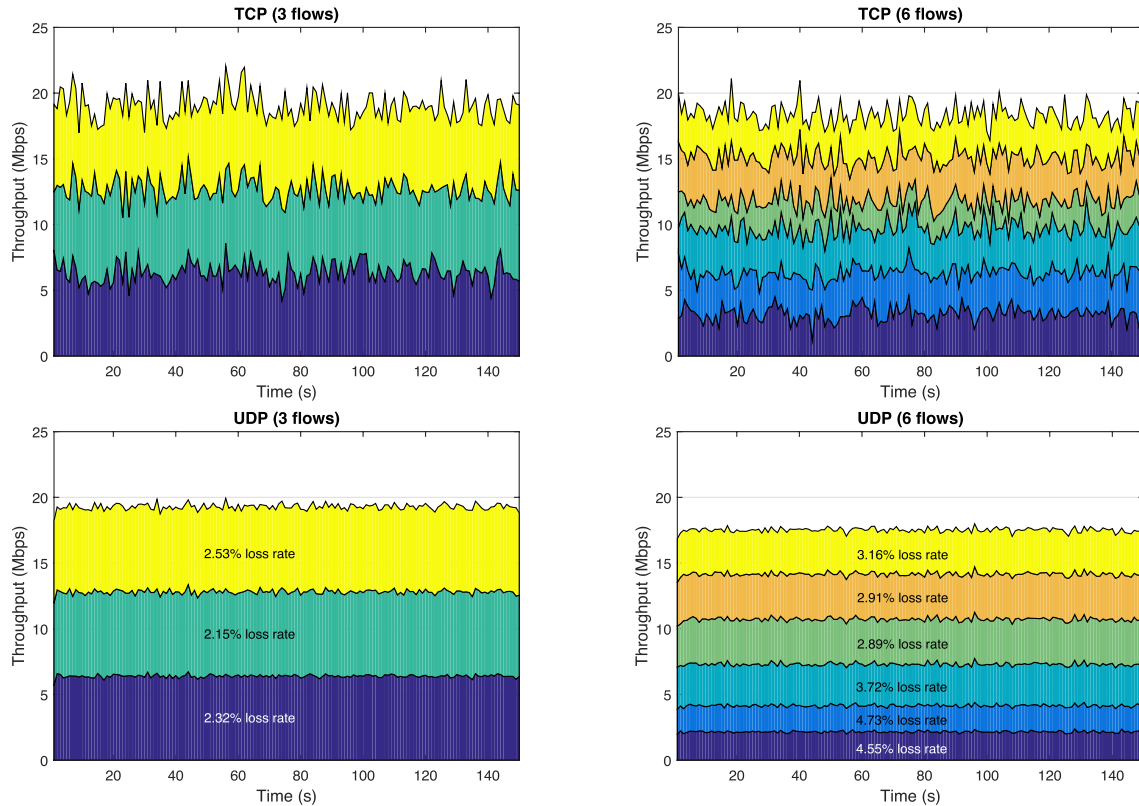 TCP (3 flows)
25
20
15
10
5
0
Throughput (Mbps)
20 40 60 80 100 120 140
Time (s)
TCP (6 flows)
25
20
15
10
5
0
Throughput (Mbps)
20 40 60 80 100 120 140
Time (s)
UDP (3 flows)
25
20
15
10
5
0
Throughput (Mbps)
2.53% loss rate
2.15% loss rate
2.32% loss rate
20 40 60 80 100 120 140
Time (s)
UDP (6 flows)
25
20
15
10
5
0
Throughput (Mbps)
3.16% loss rate
2.91% loss rate
2.89% loss rate
3.72% loss rate
4.73% loss rate
4.55% loss rate
20 40 60 80 100 120 140
Time (s)